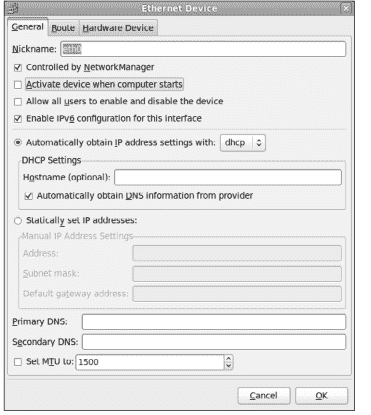 Ethernet Device
General Route Hardware Device
Nickname: eth0
Controlled by NetworkManager
Activate device when computer starts
Allow all users to enable and disable the device
Enable IPv6 configuration for this interface
Automatically obtain IP address settings with: dhcp
DHCP Settings
Hostname (optional):
Automatically obtain DNS information from provider
Statically set IP addresses:
Manual IP Address Settings
Address:
Subnet mask:
Default gateway address:
Primary DNS:
Secondary DNS:
Set MTU to: 1500
Cancel OK